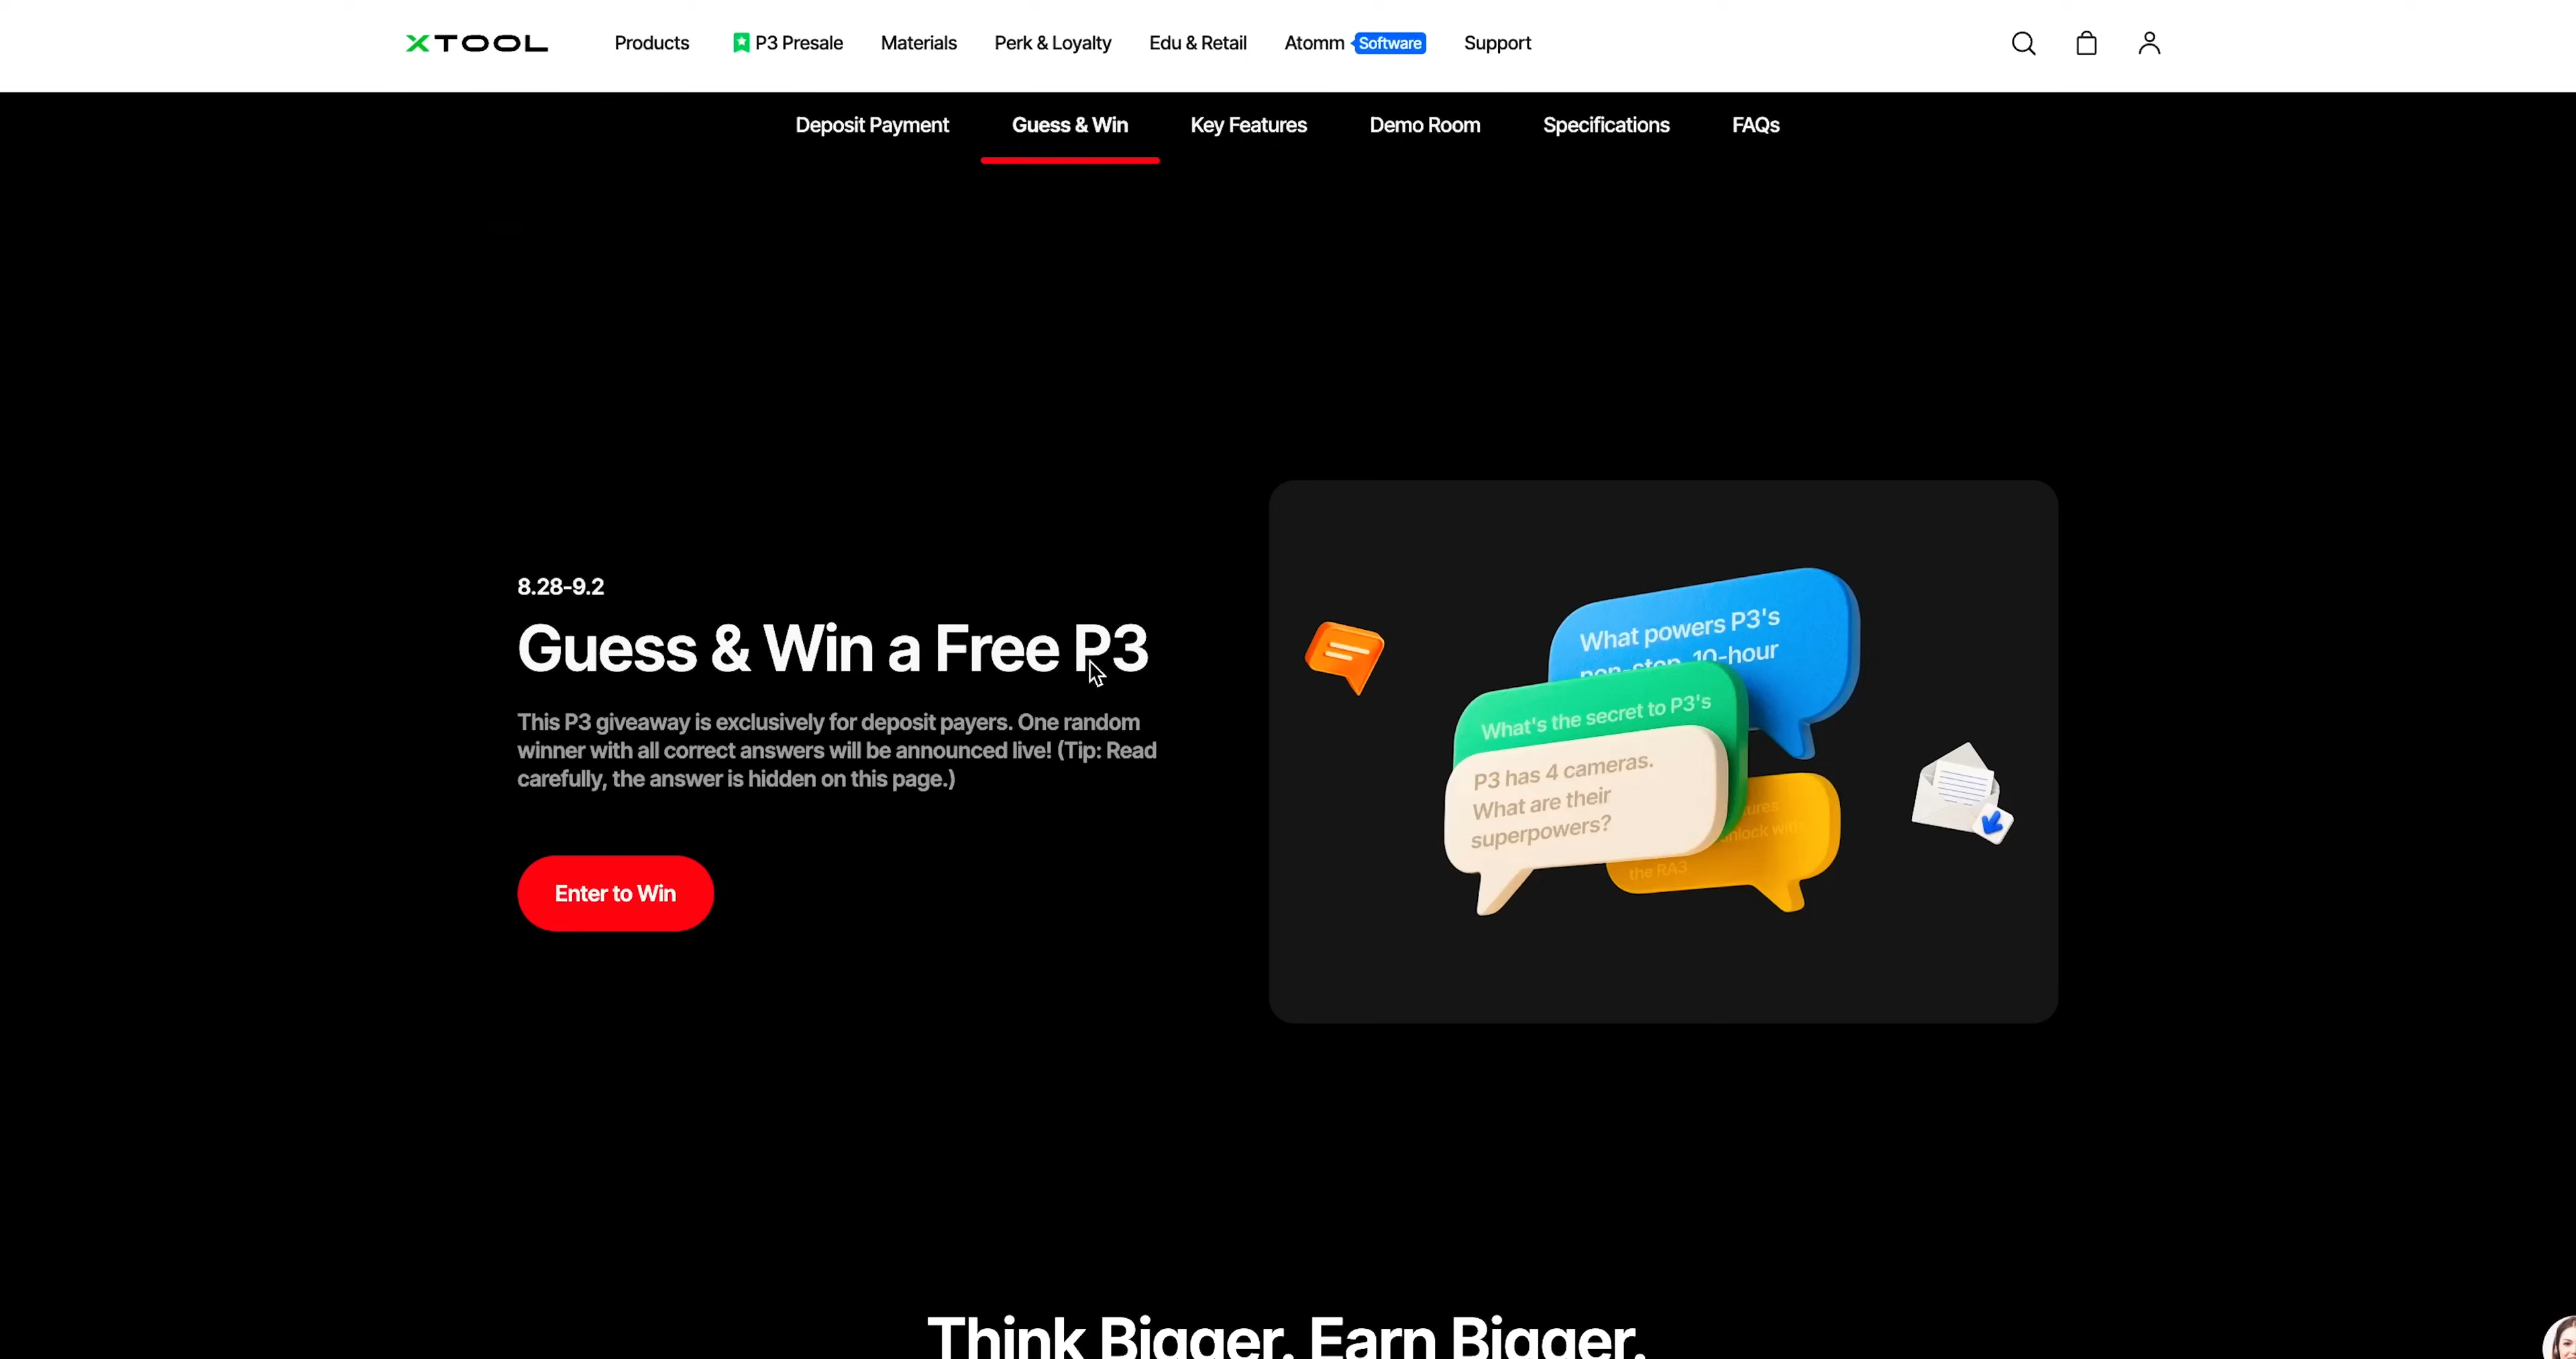 XTOOL
Products
P3 Presale
Materials
Perk & Loyalty
Edu & Retail
Atomm
Software
Support
Deposit Payment
Guess & Win
Key Features
Demo Room
Specifications
FAQs
8.28-9.2
Guess & Win a Free P3
This P3 giveaway is exclusively for deposit payers. One random
winner with all correct answers will be announced live! (Tip: Read
carefully, the answer is hidden on this page.)
Enter to Win
What powers P3's
non-stop, 10-hour
What's the secret to P3's
P3 has 4 cameras.
What are their
superpowers?
the RA3
Think Bigger. Earn Bigger.